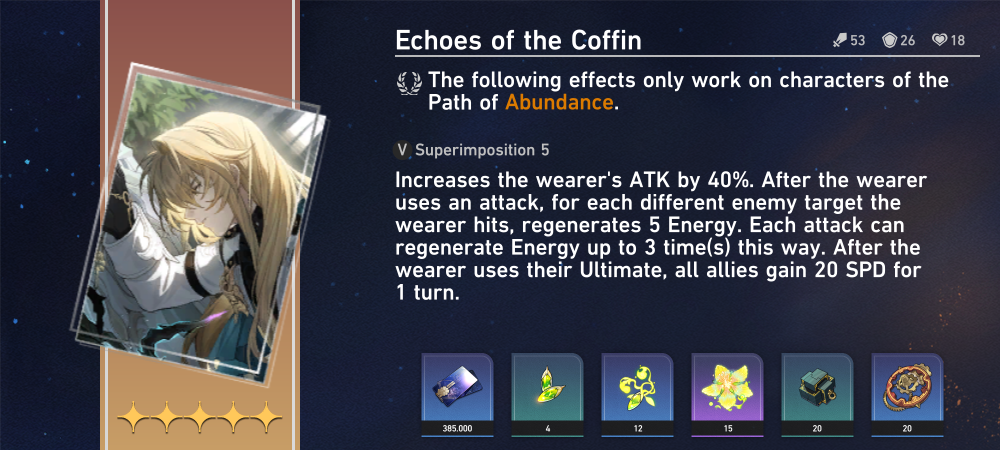 Echoes of the Coffin
53 26 18
The following effects only work on characters of the
Path of Abundance.
V Superimposition 5
Increases the wearer's ATK by 40%. After the wearer
uses an attack, for each different enemy target the
wearer hits, regenerates 5 Energy. Each attack can
regenerate Energy up to 3 time(s) this way. After the
wearer uses their Ultimate, all allies gain 20 SPD for
1 turn.
385.000 4 12 15 20 20